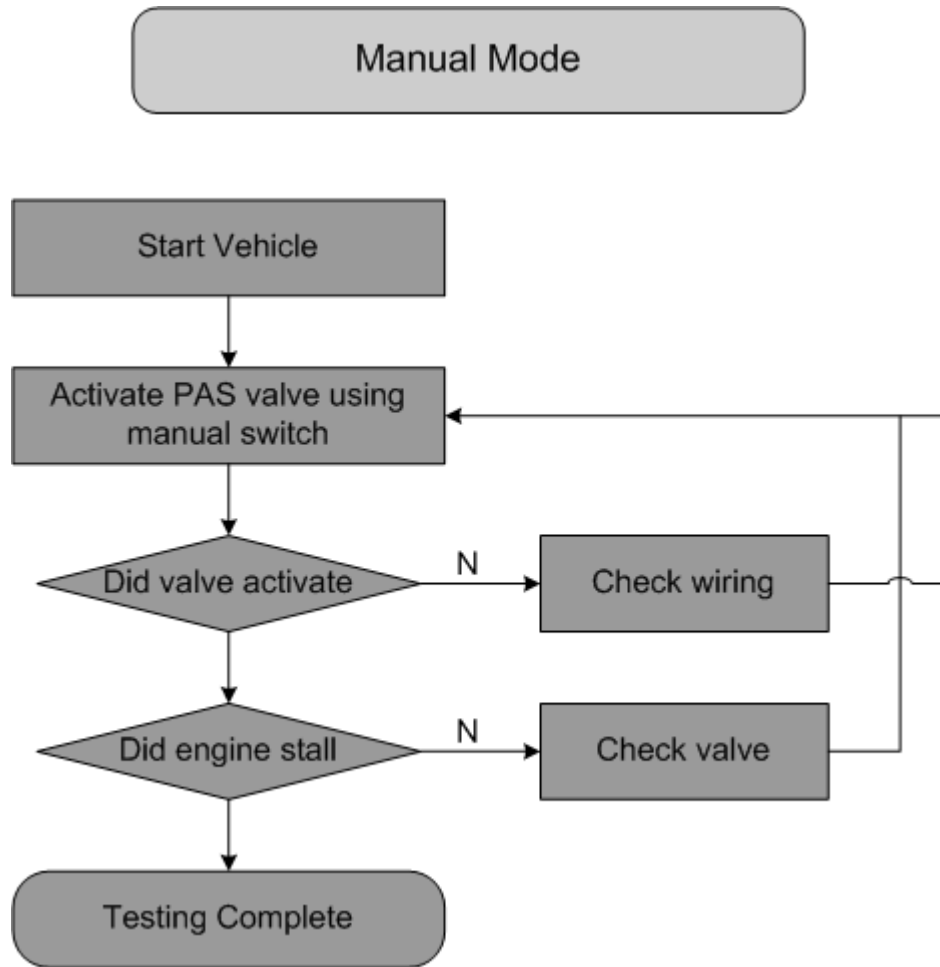 Manual Mode
Start Vehicle
Activate PAS valve using
manual switch
Did valve activate
N
Check wiring
Did engine stall
N
Check valve
Testing Complete